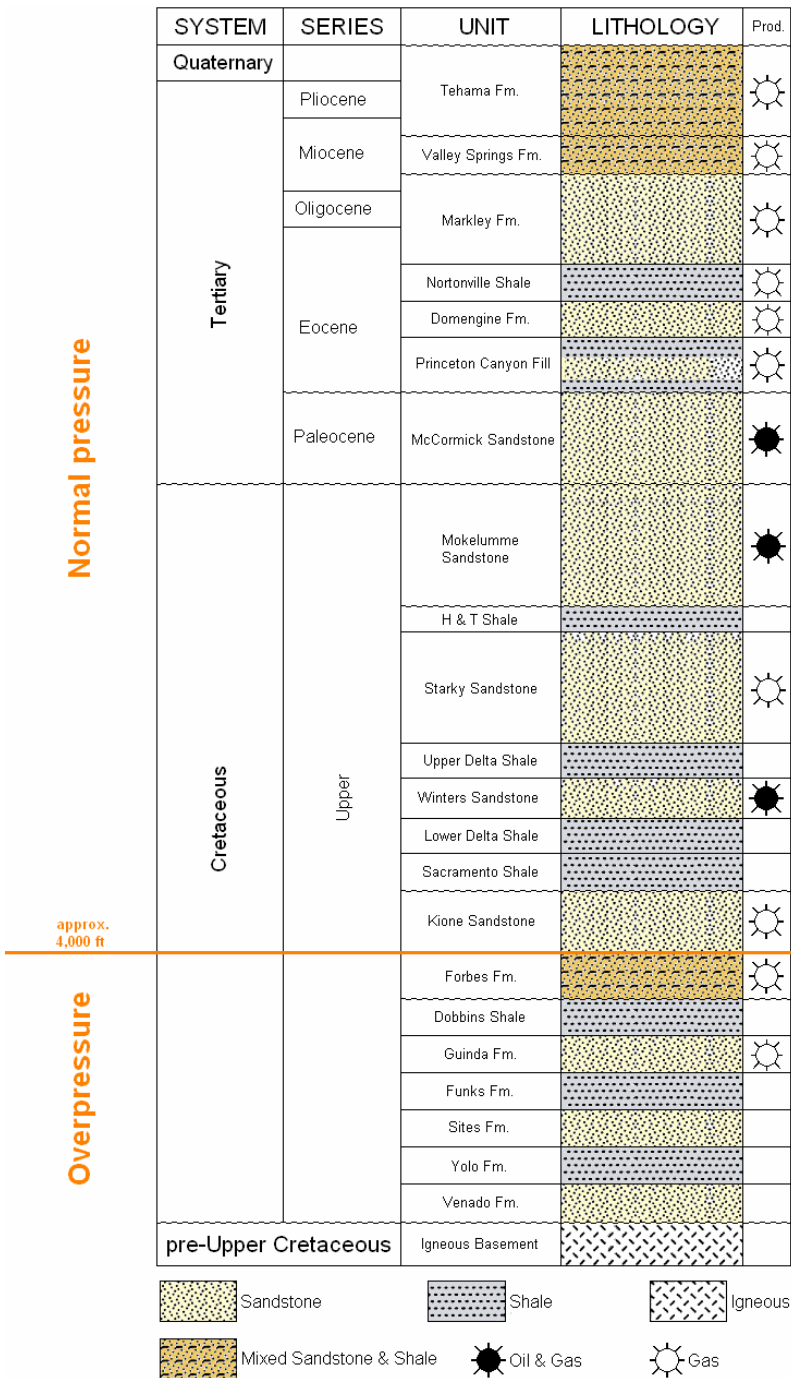 SYSTEM SERIES UNIT LITHOLOGY Prod.
Quaternary
Tehama Fm.
Pliocene
Miocene
Valley Springs Fm.
Oligocene
Markley Fm.
Tertiary
Nortonville Shale
Eocene
Domengine Fm.
Princeton Canyon Fill
Normal pressure
Paleocene
McCormick Sandstone
Mokelumme
Sandstone
H & T Shale
Starky Sandstone
Upper Delta Shale
Cretaceous
Upper
Winters Sandstone
Lower Delta Shale
Sacramento Shale
Kione Sandstone
approx.
4,000 ft
Forbes Fm.
Overpressure
Dobbins Shale
Guinda Fm.
Funks Fm.
Sites Fm.
Yolo Fm.
Venado Fm.
pre-Upper Cretaceous
Igneous Basement
Sandstone
Shale
Igneous
Mixed Sandstone & Shale
Oil & Gas
Gas